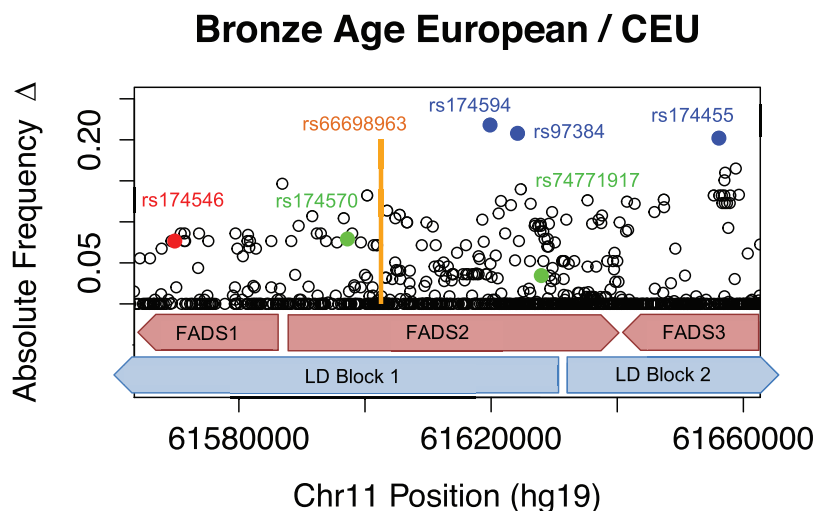 Bronze Age European / CEU
Absolute Frequency Δ
0.20
0.05
rs174594
rs66698963
rs97384
rs174455
rs74771917
rs174546
rs174570
FADS1
FADS2
FADS3
LD Block 1
LD Block 2
61580000
61620000
61660000
Chr11 Position (hg19)